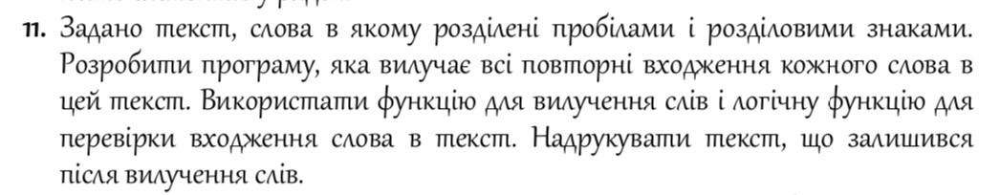 11. Задано текст, слова в якому розділені пробілами і розділовими знаками.
Розробити програму, яка вилучає всі повторні входження кожного слова в
цей текст. Використати функцію для вилучення слів і логічну функцію для
перевірки входження слова в текст. Надрукувати текст, що залишився
після вилучення слів.